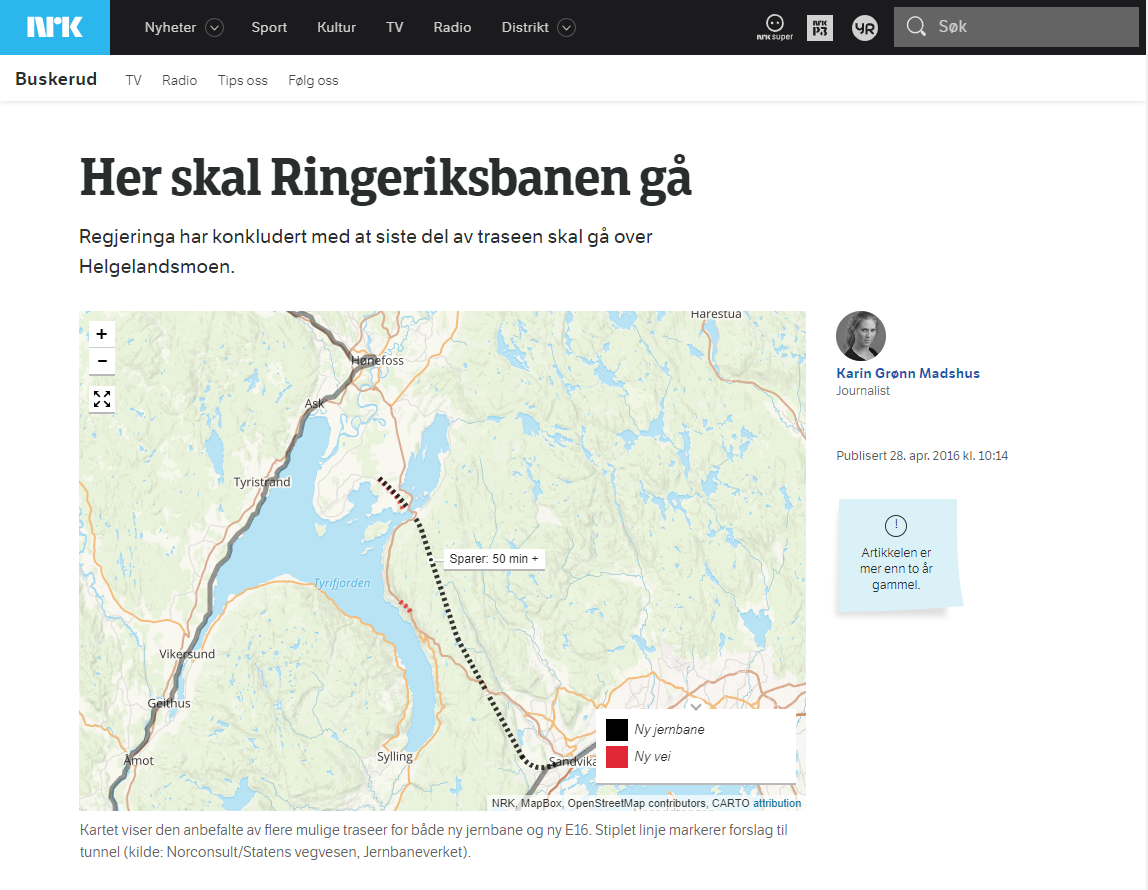 NRK
Nyheter Sport Kultur TV Radio Distrikt
nrk super
nrk P3
YR
Søk
Buskerud TV Radio Tips oss Følg oss
Her skal Ringeriksbanen gå
Regjeringa har konkludert med at siste del av traseen skal gå over
Helgelandsmoen.
+
−
Harestua
Hønefoss
Ask
Tyristrand
Sparer: 50 min +
Tyrifjorden
Vikersund
Geithus
Åmot
Sylling
Sandvika
Ny jernbane
Ny vei
NRK, MapBox, OpenStreetMap contributors, CARTO attribution
Kartet viser den anbefalte av flere mulige traseer for både ny jernbane og ny E16. Stiplet linje markerer forslag til
tunnel (kilde: Norconsult/Statens vegvesen, Jernbaneverket).
Karin Grønn Madshus
Journalist
Publisert 28. apr. 2016 kl. 10:14
!
Artikkelen er
mer enn to år
gammel.